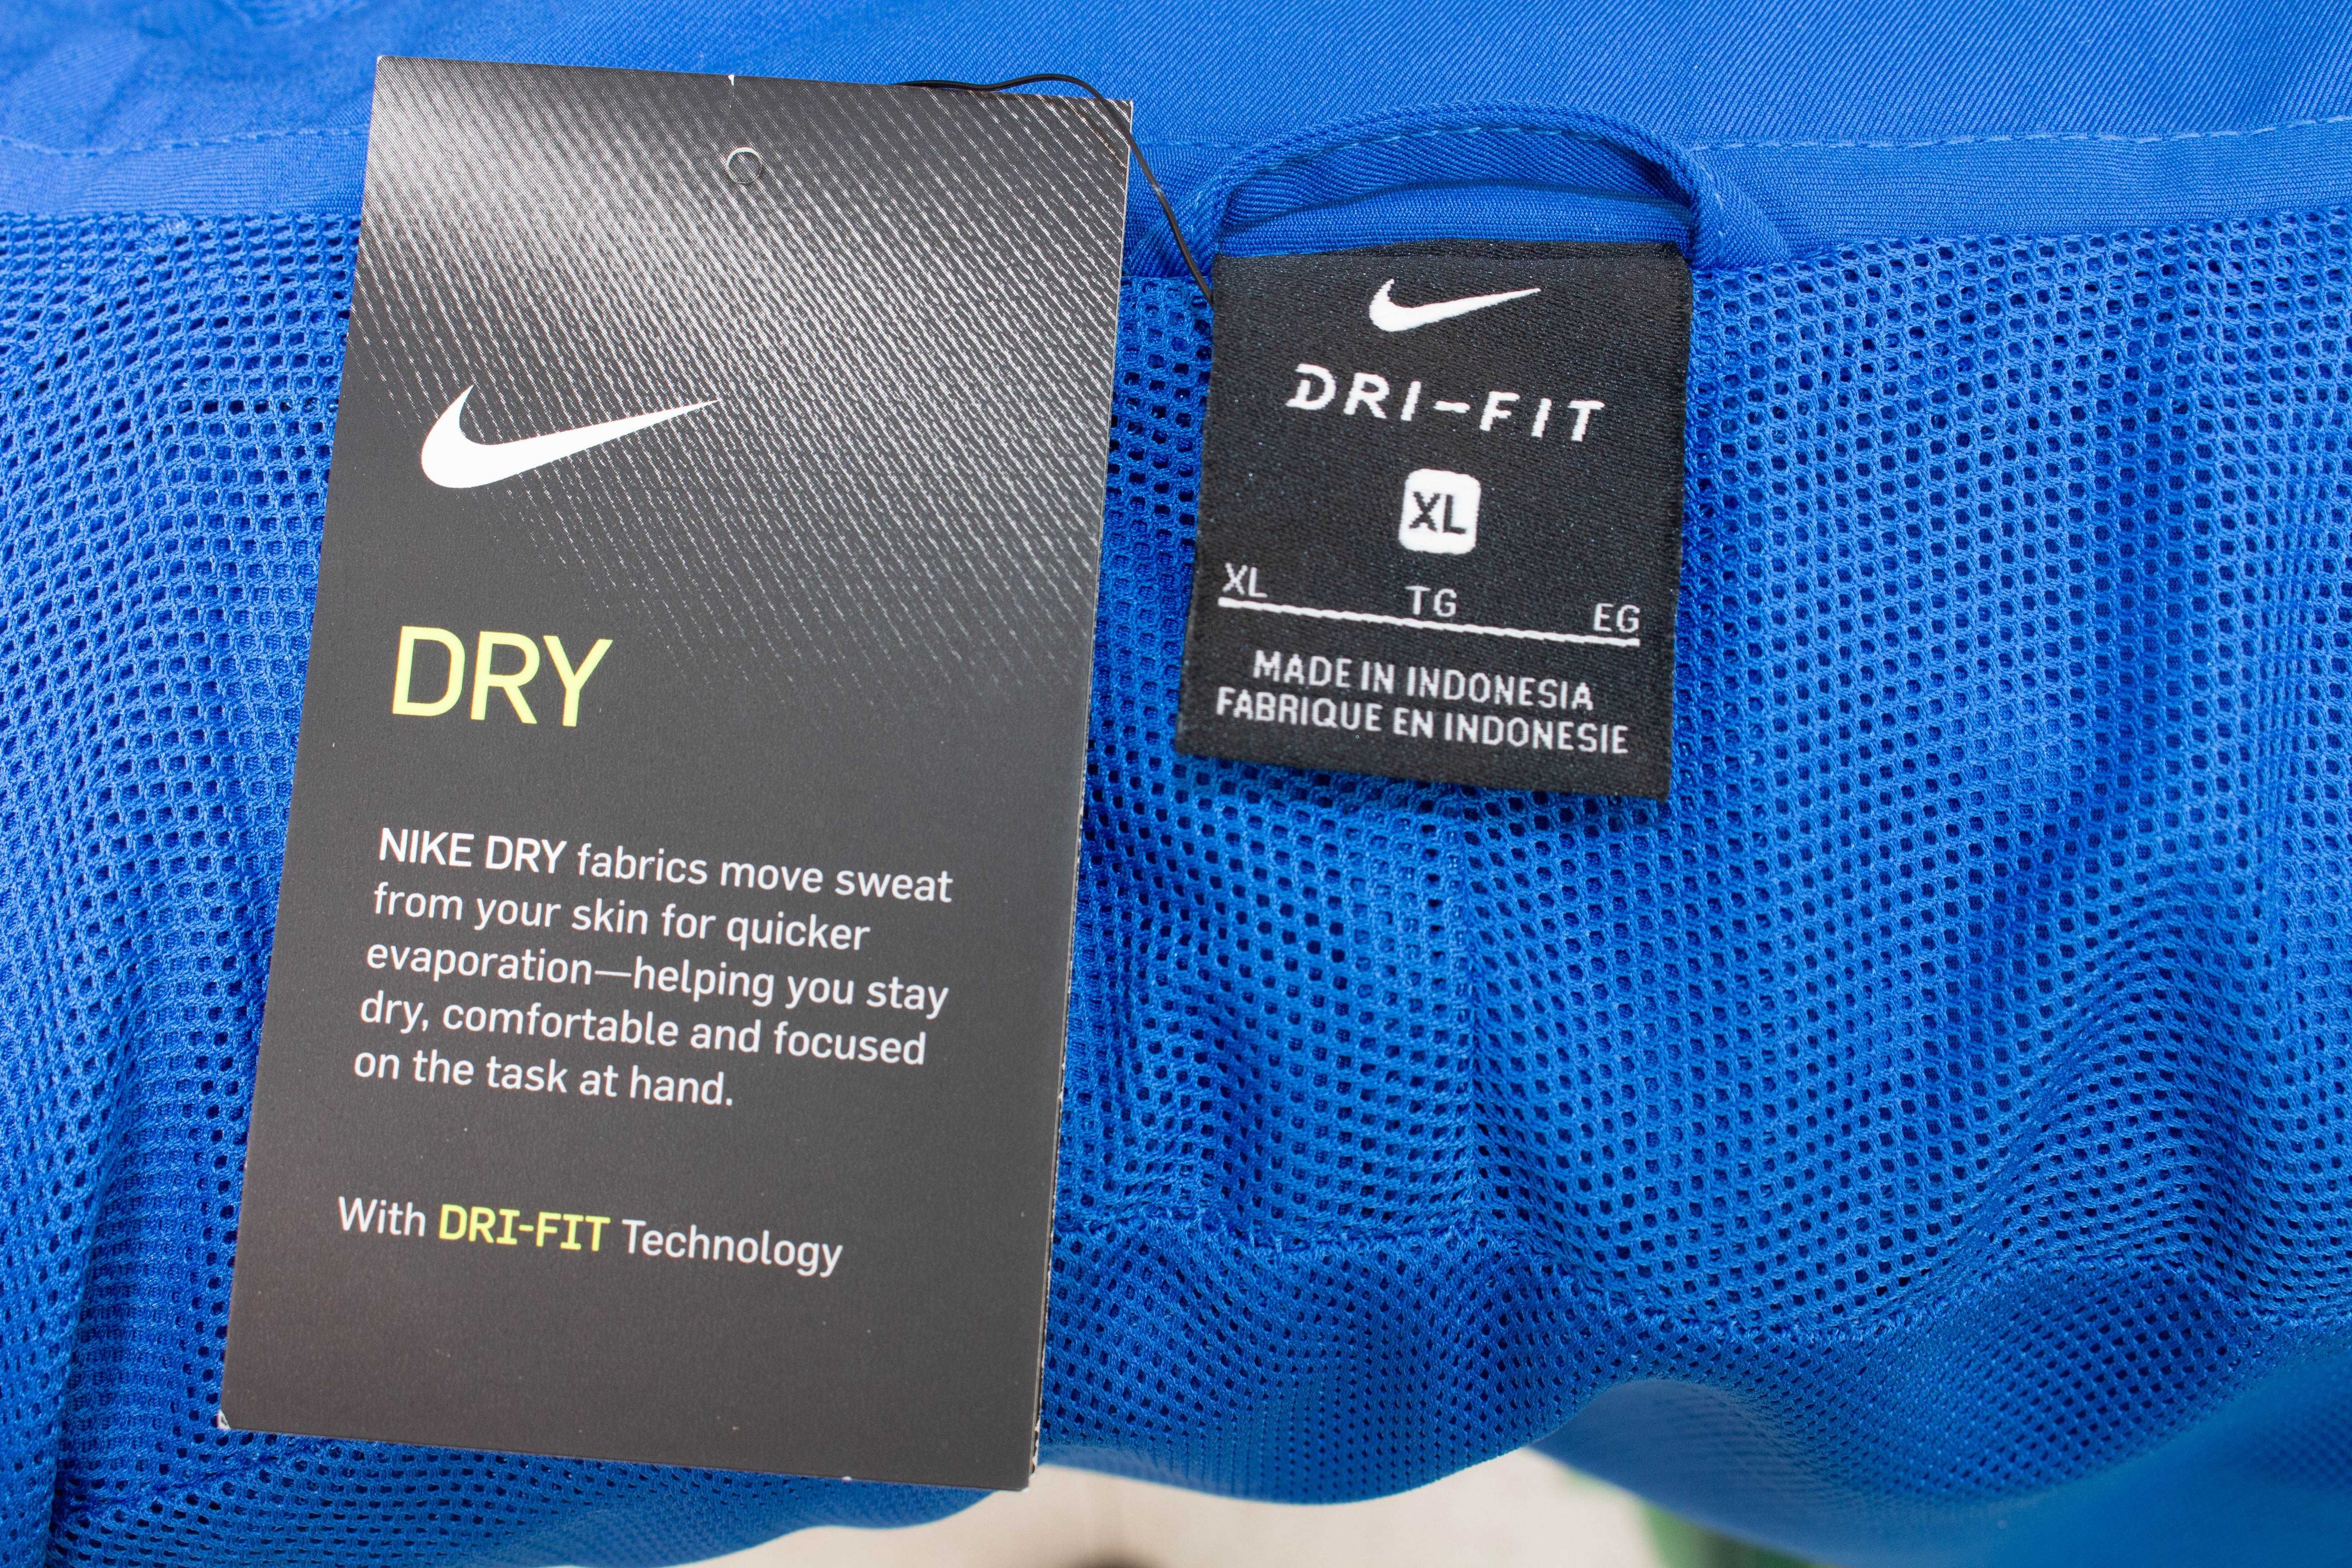 DRY
NIKE DRY fabrics move sweat
from your skin for quicker
evaporation—helping you stay
dry, comfortable and focused
on the task at hand.
With DRI-FIT Technology
DRI-FIT
XL
XL TG EG
MADE IN INDONESIA
FABRIQUE EN INDONESIE